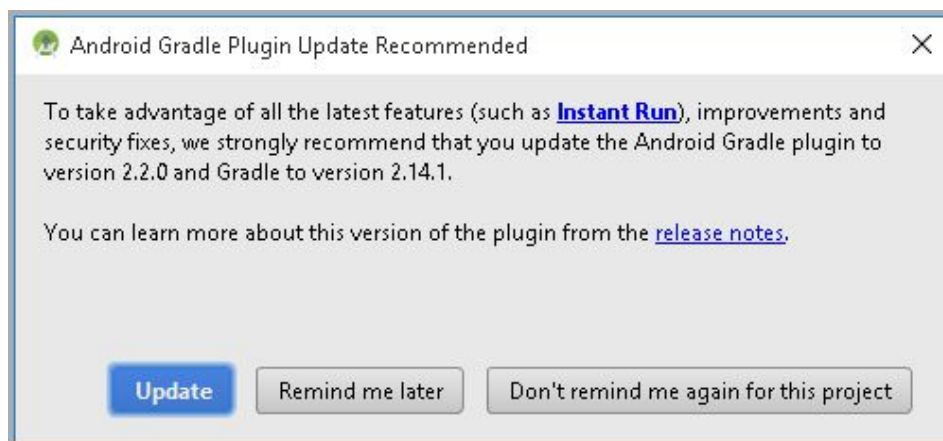 Android Gradle Plugin Update Recommended
To take advantage of all the latest features (such as Instant Run), improvements and
security fixes, we strongly recommend that you update the Android Gradle plugin to
version 2.2.0 and Gradle to version 2.14.1.
You can learn more about this version of the plugin from the release notes.
Update
Remind me later
Don't remind me again for this project